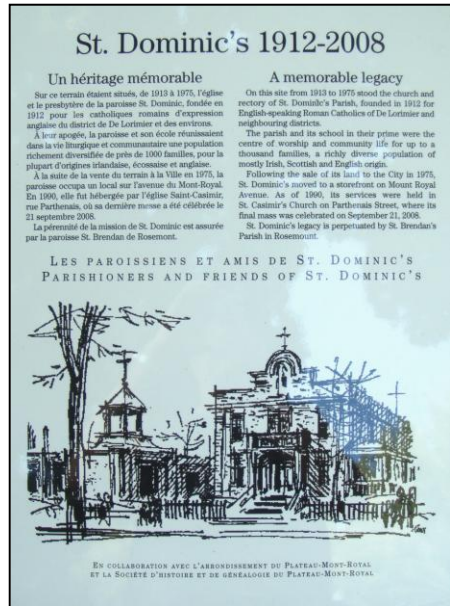 St. Dominic's 1912-2008
Un héritage mémorable
Sur ce terrain étaient situés, de 1913 à 1975, l'église
et le presbytère de la paroisse St. Dominic, fondée en
1912 pour les catholiques romains d'expression
anglaise du district de De Lorimier et des environs.
À leur apogée, la paroisse et son école réunissaient
dans la vie liturgique et communautaire une population
richement diversifiée de près de 1000 familles, pour la
plupart d'origines irlandaise, écossaise et anglaise.
À la suite de la vente du terrain à la Ville en 1975, la
paroisse occupa un local sur l'avenue du Mont-Royal.
En 1990, elle fut hébergée par l'église Saint-Casimir,
rue Parthenais, où sa dernière messe a été célébrée le
21 septembre 2008.
La pérennité de la mission de St. Dominic est assurée
par la paroisse St. Brendan de Rosemont.
A memorable legacy
On this site from 1913 to 1975 stood the church and
rectory of St. Dominic's Parish, founded in 1912 for
English-speaking Roman Catholics of De Lorimier and
neighbouring districts.
The parish and its school in their prime were the
centre of worship and community life for up to a
thousand families, a richly diverse population of
mostly Irish, Scottish and English origin.
Following the sale of its land to the City in 1975,
St. Dominic's moved to a storefront on Mount Royal
Avenue. As of 1990, its services were held in
St. Casimir's Church on Parthenais Street, where its
final mass was celebrated on September 21, 2008.
St. Dominic's legacy is perpetuated by St. Brendan's
Parish in Rosemount.
Les paroissiens et amis de St. Dominic's
Parishioners and friends of St. Dominic's
En collaboration avec l'arrondissement du Plateau-Mont-Royal
et la Société d'histoire et de généalogie du Plateau-Mont-Royal